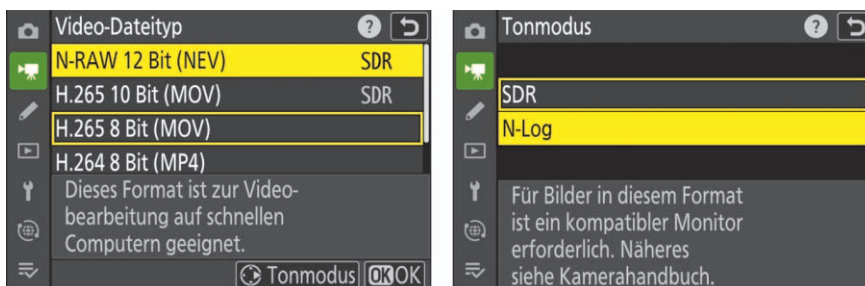 Video-Dateityp ?
N-RAW 12 Bit (NEV) SDR
H.265 10 Bit (MOV) SDR
H.265 8 Bit (MOV)
H.264 8 Bit (MP4)
Dieses Format ist zur Video-
bearbeitung auf schnellen
Computern geeignet.
Tonmodus OK OK
Tonmodus ?
SDR
N-Log
Für Bilder in diesem Format
ist ein kompatibler Monitor
erforderlich. Näheres
siehe Kamerahandbuch.